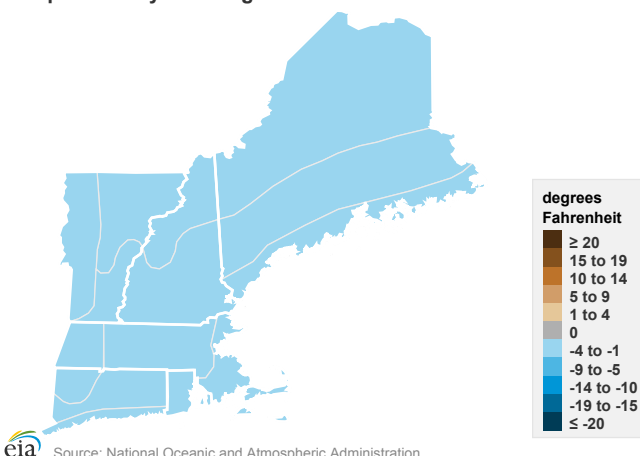 degrees
Fahrenheit
≥ 20
15 to 19
10 to 14
5 to 9
1 to 4
0
-4 to -1
-9 to -5
-14 to -10
-19 to -15
≤ -20
eia
Source: National Oceanic and Atmospheric Administration